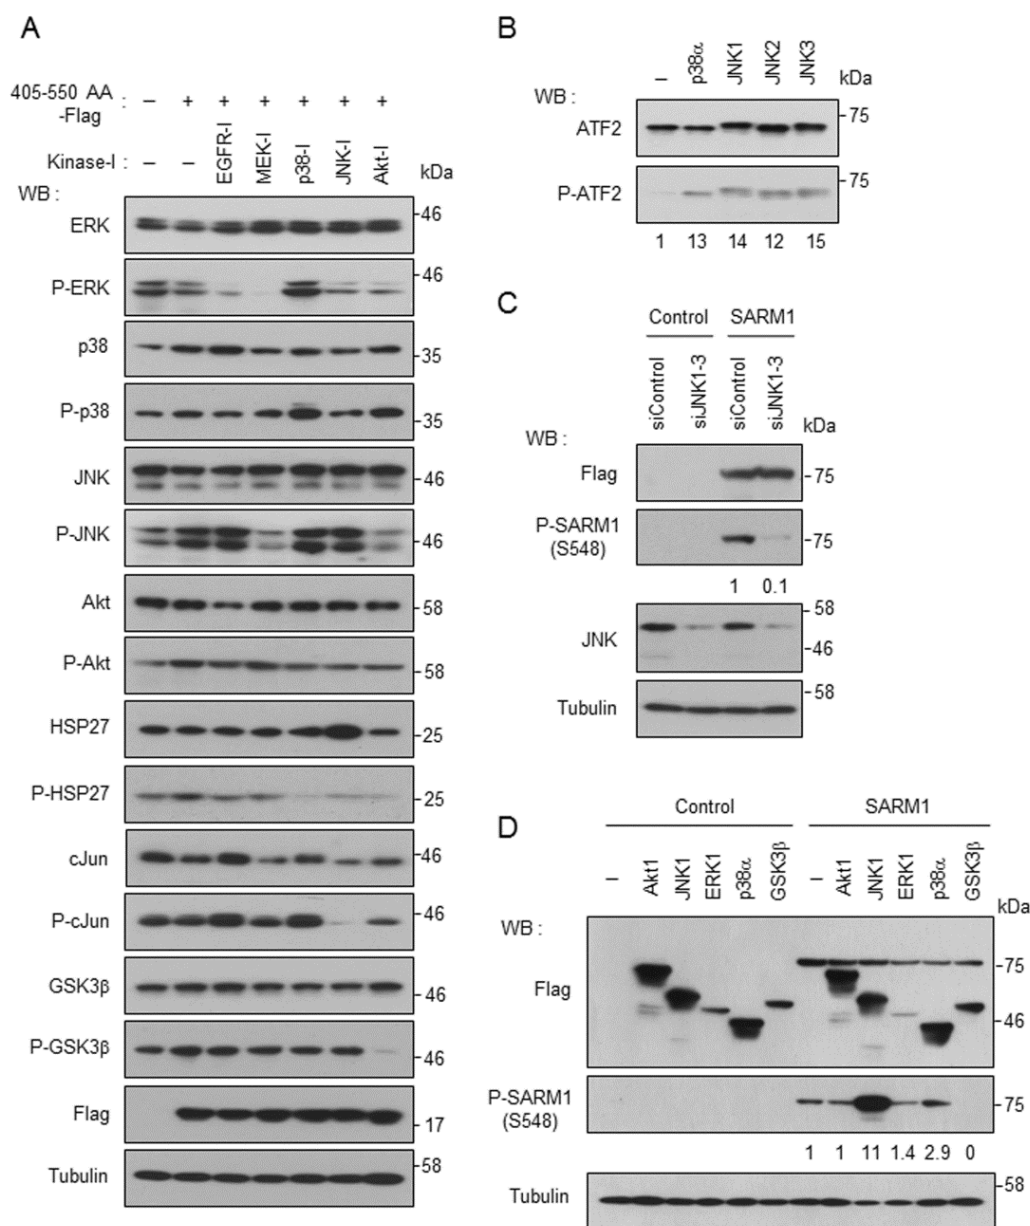 A
405-550 AA
-Flag :
– + + + + + +
Kinase-I : – – EGFR-I MEK-I p38-I JNK-I Akt-I
kDa
WB :
ERK -46
P-ERK -46
p38 -35
P-p38 -35
JNK -46
P-JNK -46
Akt -58
P-Akt -58
HSP27 -25
P-HSP27 -25
cJun -46
P-cJun -46
GSK3β -46
P-GSK3β -46
Flag -17
Tubulin -58
B
– p38α JNK1 JNK2 JNK3 kDa
WB :
ATF2 -75
P-ATF2 -75
1 13 14 12 15
C
Control SARM1
siControl siJNK1-3 siControl siJNK1-3 kDa
WB :
Flag -75
P-SARM1
(S548) -75
1 0.1
JNK -58
-46
Tubulin -58
D
Control SARM1
– Akt1 JNK1 ERK1 p38α GSK3β – Akt1 JNK1 ERK1 p38α GSK3β
kDa
WB :
Flag -75
-46
P-SARM1
(S548) -75
1 1 11 1.4 2.9 0
Tubulin -58